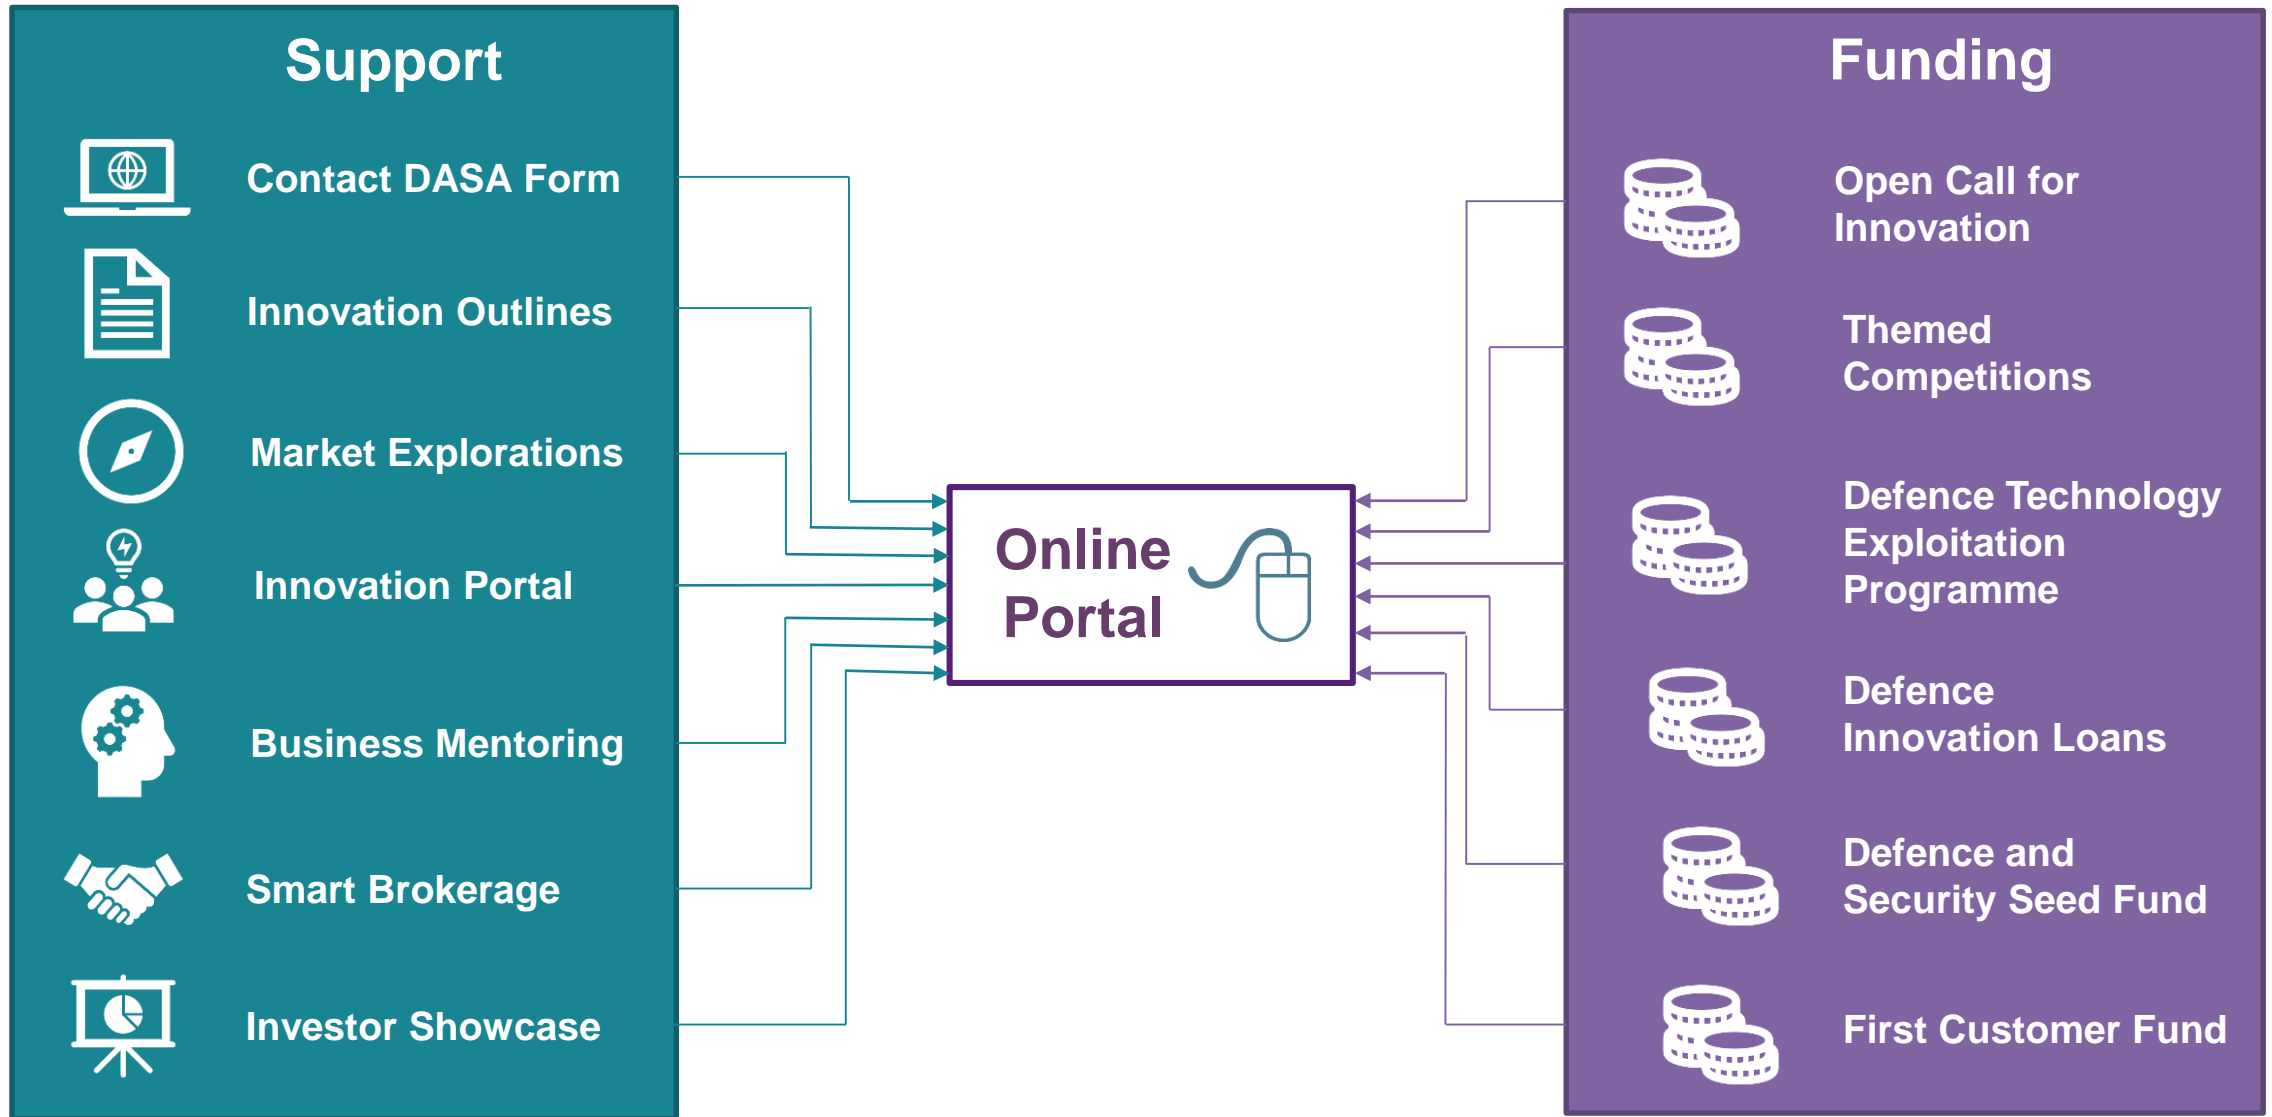 Support
Contact DASA Form
Innovation Outlines
Market Explorations
Innovation Portal
Business Mentoring
Smart Brokerage
Investor Showcase
Online
Portal
Funding
Open Call for
Innovation
Themed
Competitions
Defence Technology
Exploitation
Programme
Defence
Innovation Loans
Defence and
Security Seed Fund
First Customer Fund